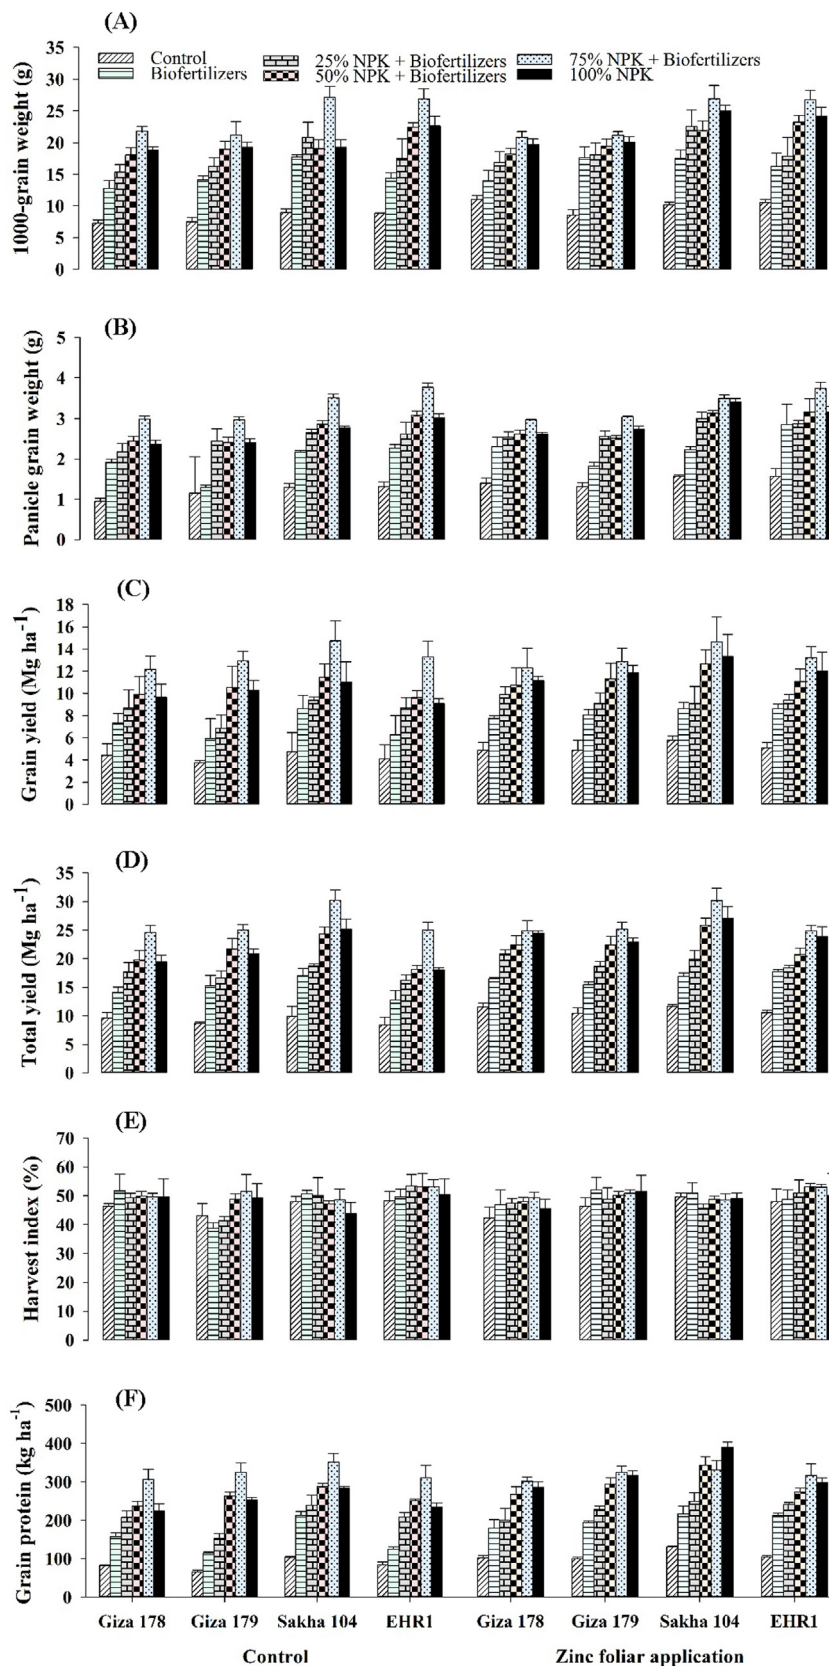 (A)
1000-grain weight (g)
35
30
25
20
15
10
5
0
Control
Biofertilizers
25% NPK + Biofertilizers
50% NPK + Biofertilizers
75% NPK + Biofertilizers
100% NPK
(B)
Panicle grain weight (g)
5
4
3
2
1
0
(C)
Grain yield (Mg ha⁻¹)
18
16
14
12
10
8
6
4
2
0
(D)
Total yield (Mg ha⁻¹)
35
30
25
20
15
10
5
0
(E)
Harvest index (%)
70
60
50
40
30
20
10
0
(F)
Grain protein (kg ha⁻¹)
500
400
300
200
100
0
Giza 178 Giza 179 Sakha 104 EHR1 Giza 178 Giza 179 Sakha 104 EHR1
Control Zinc foliar application